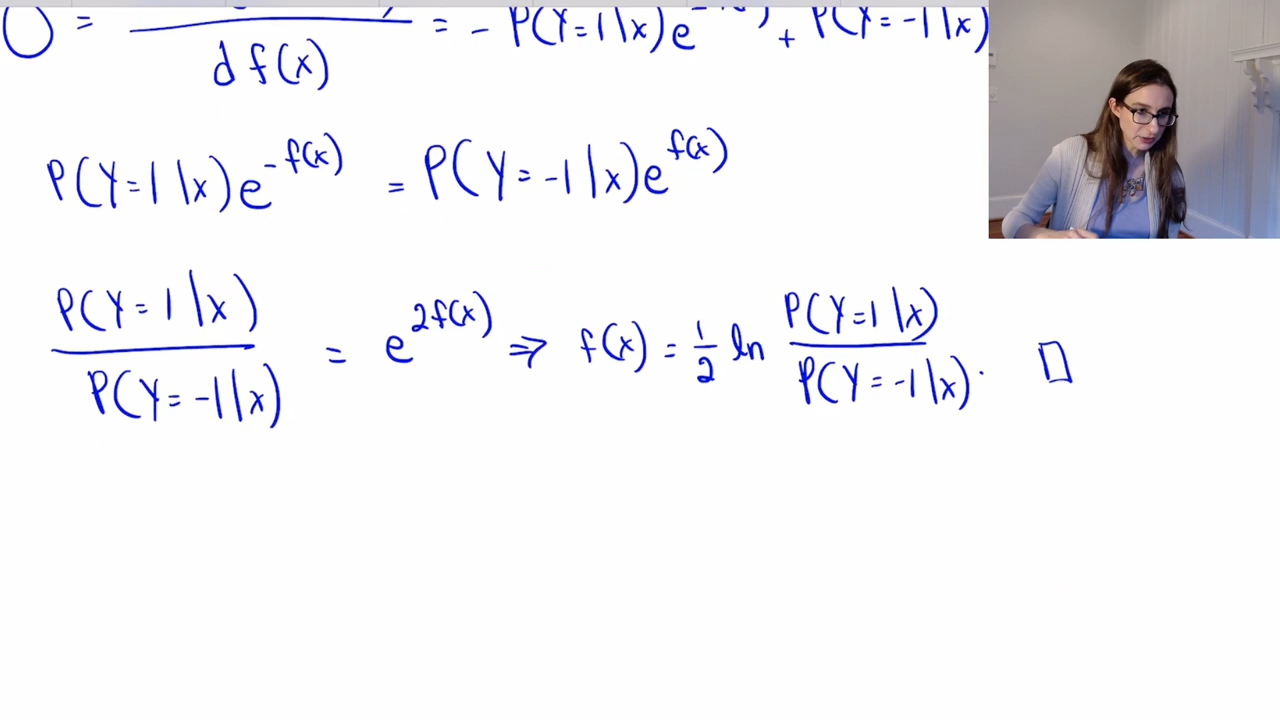 0 = / d f(x) = - P(Y=1|x)e + P(Y=-1|x)
P(Y=1|x)e^{-f(x)} = P(Y=-1|x)e^{f(x)}
P(Y=1|x) / P(Y=-1|x) = e^{2f(x)} ⇒ f(x) = 1/2 ln P(Y=1|x) / P(Y=-1|x). □